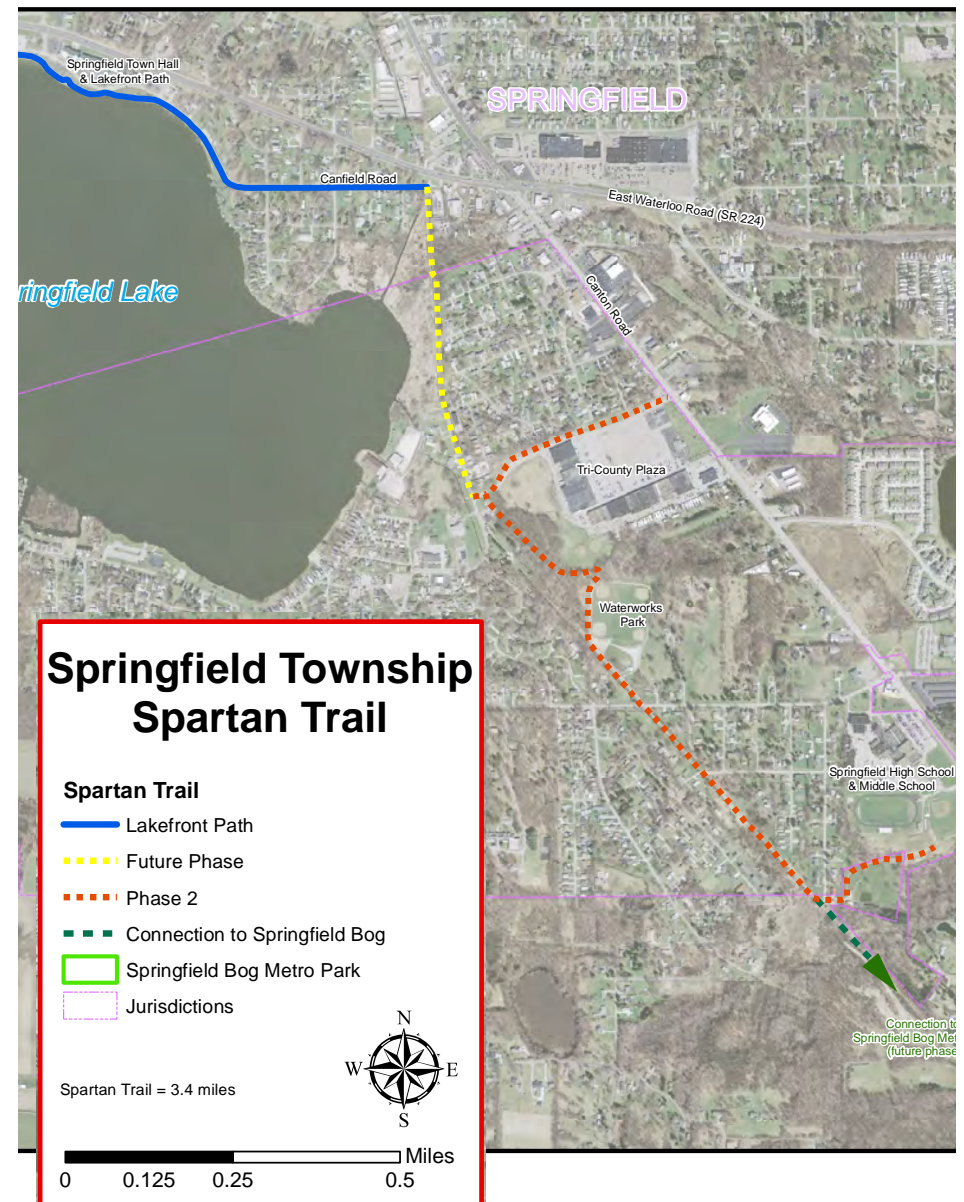 Springfield Town Hall
& Lakefront Path
SPRINGFIELD
Canfield Road
East Waterloo Road (SR 224)
ringfield Lake
Canton Road
Tri-County Plaza
Waterworks
Park
Springfield High School
& Middle School
Connection to
Springfield Bog Met
(future phase
Springfield Township
Spartan Trail
Spartan Trail
Lakefront Path
Future Phase
Phase 2
Connection to Springfield Bog
Springfield Bog Metro Park
Jurisdictions
N
W E
S
Spartan Trail = 3.4 miles
Miles
0 0.125 0.25 0.5